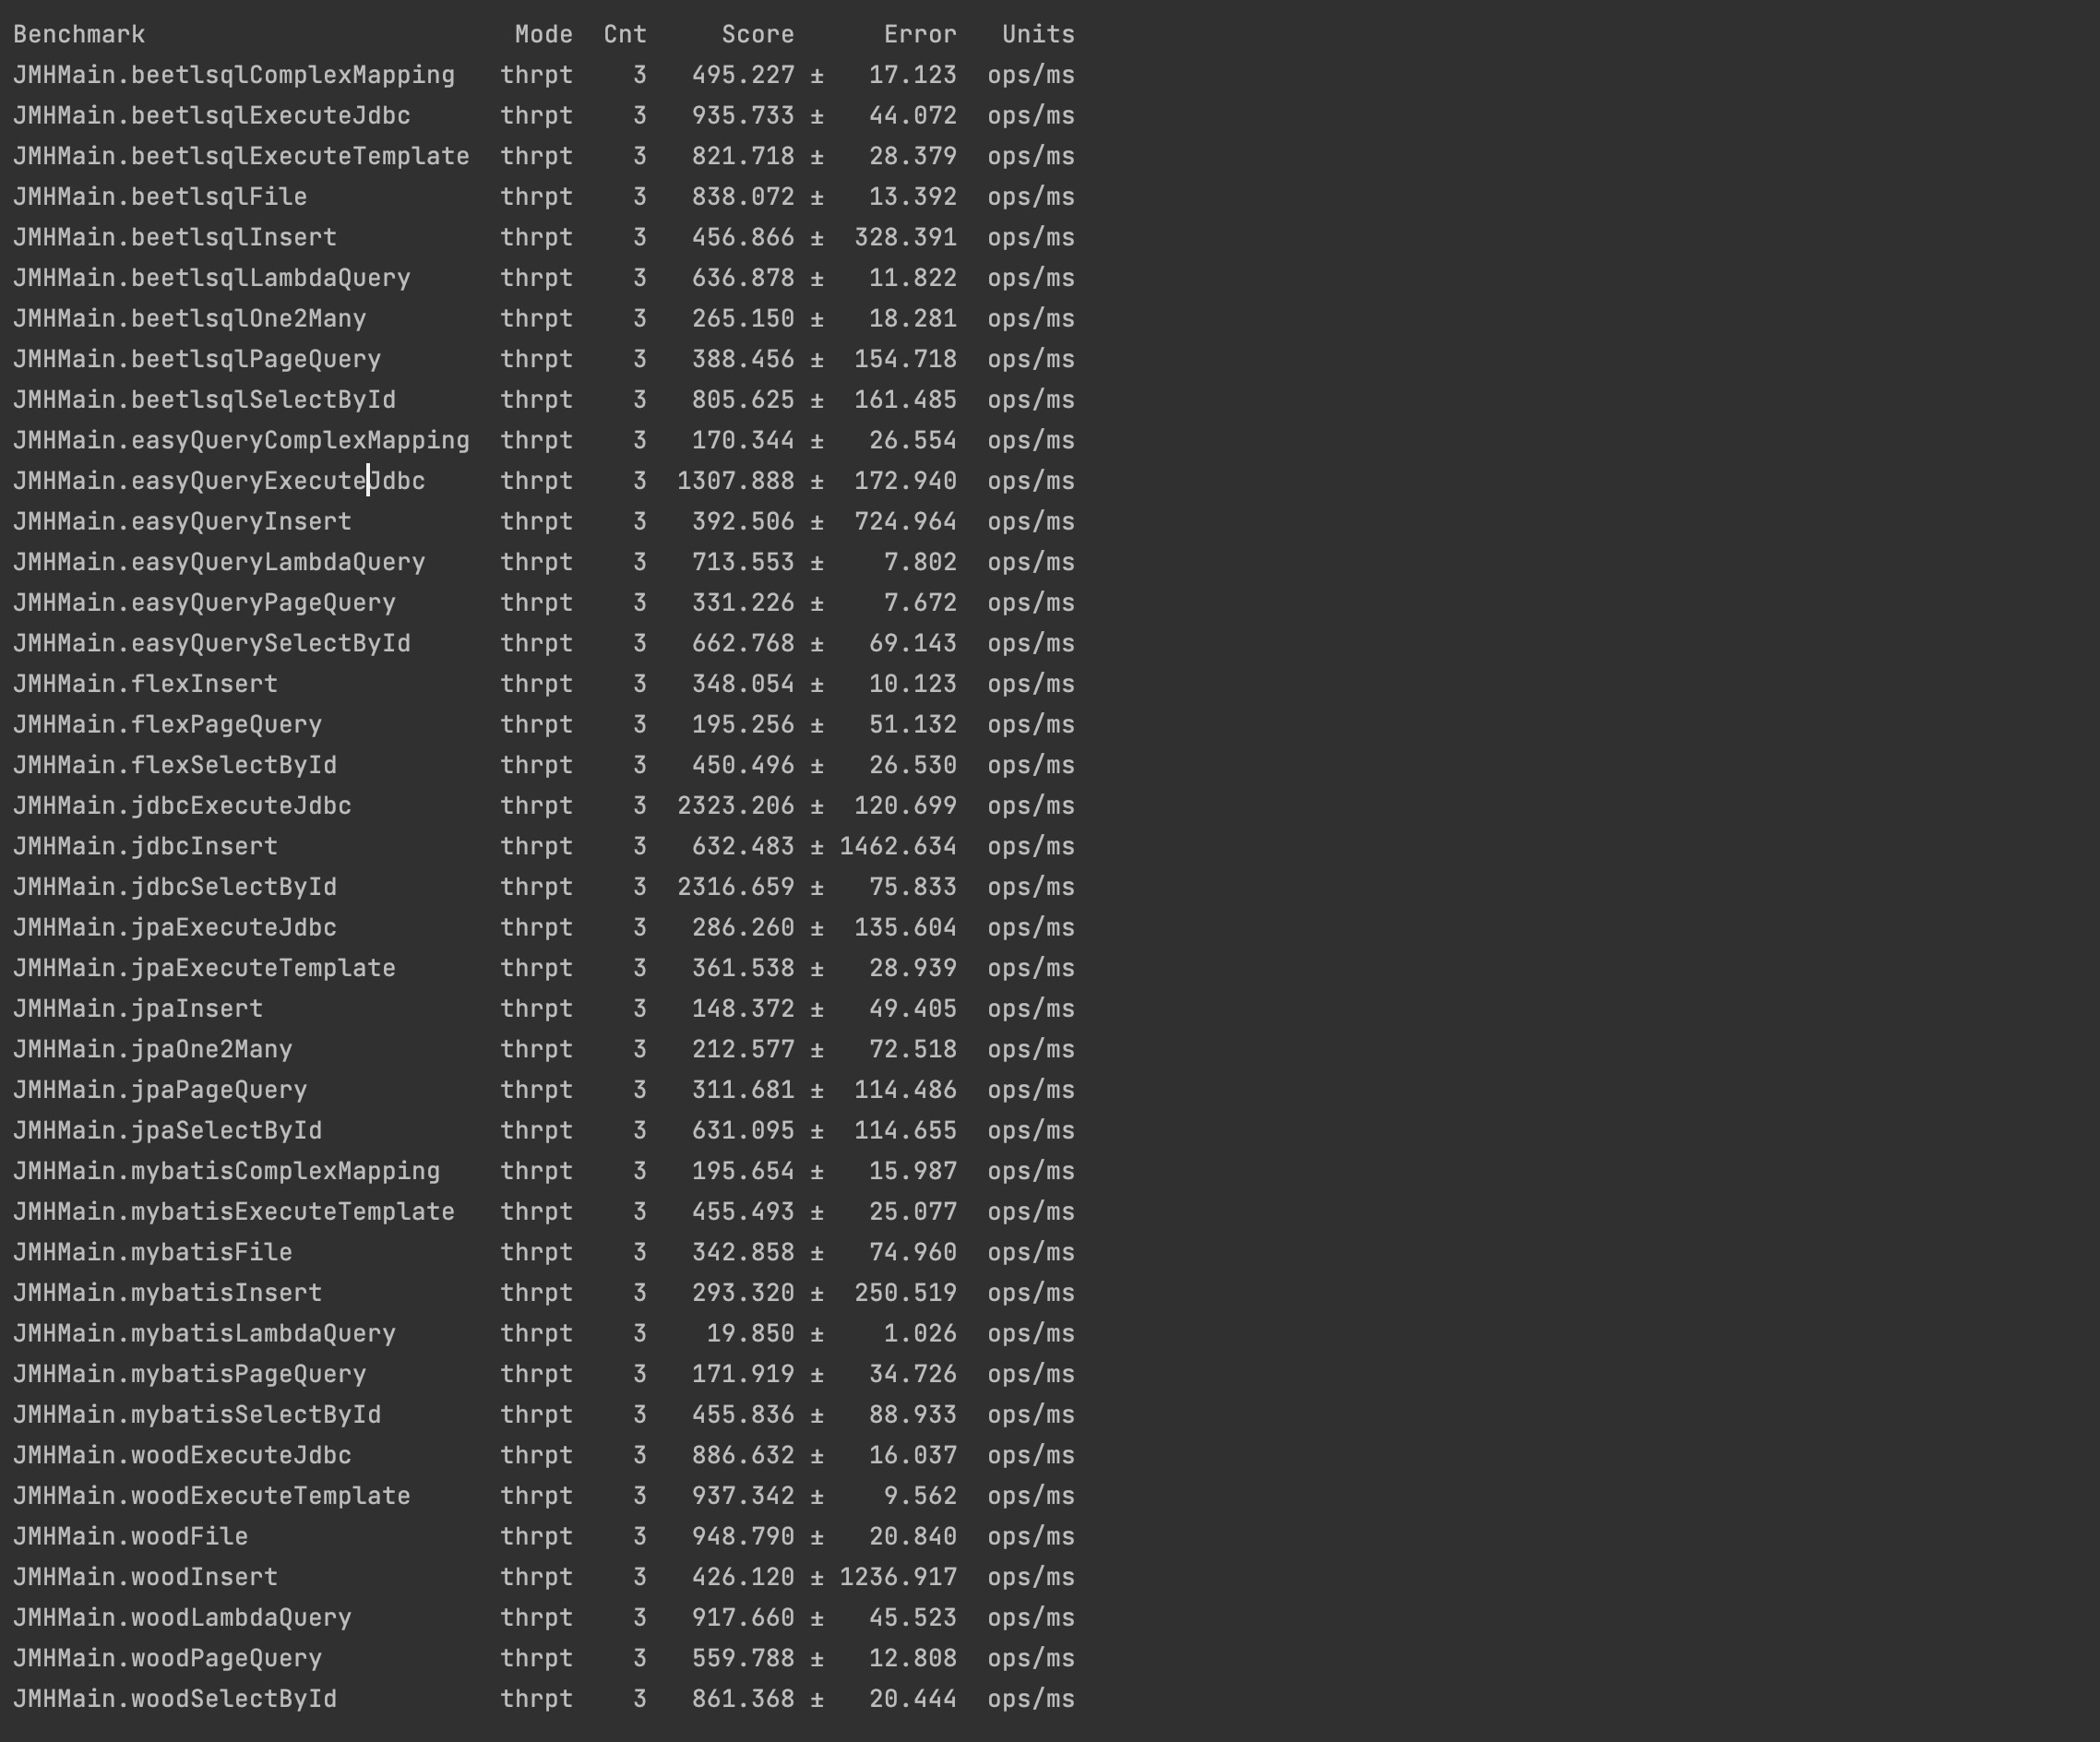 Benchmark                         Mode  Cnt     Score      Error   Units
JMHMain.beetlsqlComplexMapping   thrpt    3   495.227 ±   17.123  ops/ms
JMHMain.beetlsqlExecuteJdbc      thrpt    3   935.733 ±   44.072  ops/ms
JMHMain.beetlsqlExecuteTemplate  thrpt    3   821.718 ±   28.379  ops/ms
JMHMain.beetlsqlFile             thrpt    3   838.072 ±   13.392  ops/ms
JMHMain.beetlsqlInsert           thrpt    3   456.866 ±  328.391  ops/ms
JMHMain.beetlsqlLambdaQuery      thrpt    3   636.878 ±   11.822  ops/ms
JMHMain.beetlsqlOne2Many         thrpt    3   265.150 ±   18.281  ops/ms
JMHMain.beetlsqlPageQuery        thrpt    3   388.456 ±  154.718  ops/ms
JMHMain.beetlsqlSelectById       thrpt    3   805.625 ±  161.485  ops/ms
JMHMain.easyQueryComplexMapping  thrpt    3   170.344 ±   26.554  ops/ms
JMHMain.easyQueryExecuteJdbc     thrpt    3  1307.888 ±  172.940  ops/ms
JMHMain.easyQueryInsert          thrpt    3   392.506 ±  724.964  ops/ms
JMHMain.easyQueryLambdaQuery     thrpt    3   713.553 ±    7.802  ops/ms
JMHMain.easyQueryPageQuery       thrpt    3   331.226 ±    7.672  ops/ms
JMHMain.easyQuerySelectById      thrpt    3   662.768 ±   69.143  ops/ms
JMHMain.flexInsert               thrpt    3   348.054 ±   10.123  ops/ms
JMHMain.flexPageQuery            thrpt    3   195.256 ±   51.132  ops/ms
JMHMain.flexSelectById           thrpt    3   450.496 ±   26.530  ops/ms
JMHMain.jdbcExecuteJdbc          thrpt    3  2323.206 ±  120.699  ops/ms
JMHMain.jdbcInsert               thrpt    3   632.483 ± 1462.634  ops/ms
JMHMain.jdbcSelectById           thrpt    3  2316.659 ±   75.833  ops/ms
JMHMain.jpaExecuteJdbc           thrpt    3   286.260 ±  135.604  ops/ms
JMHMain.jpaExecuteTemplate       thrpt    3   361.538 ±   28.939  ops/ms
JMHMain.jpaInsert                thrpt    3   148.372 ±   49.405  ops/ms
JMHMain.jpaOne2Many              thrpt    3   212.577 ±   72.518  ops/ms
JMHMain.jpaPageQuery             thrpt    3   311.681 ±  114.486  ops/ms
JMHMain.jpaSelectById            thrpt    3   631.095 ±  114.655  ops/ms
JMHMain.mybatisComplexMapping    thrpt    3   195.654 ±   15.987  ops/ms
JMHMain.mybatisExecuteTemplate   thrpt    3   455.493 ±   25.077  ops/ms
JMHMain.mybatisFile              thrpt    3   342.858 ±   74.960  ops/ms
JMHMain.mybatisInsert            thrpt    3   293.320 ±  250.519  ops/ms
JMHMain.mybatisLambdaQuery       thrpt    3    19.850 ±    1.026  ops/ms
JMHMain.mybatisPageQuery         thrpt    3   171.919 ±   34.726  ops/ms
JMHMain.mybatisSelectById        thrpt    3   455.836 ±   88.933  ops/ms
JMHMain.woodExecuteJdbc          thrpt    3   886.632 ±   16.037  ops/ms
JMHMain.woodExecuteTemplate      thrpt    3   937.342 ±    9.562  ops/ms
JMHMain.woodFile                 thrpt    3   948.790 ±   20.840  ops/ms
JMHMain.woodInsert               thrpt    3   426.120 ± 1236.917  ops/ms
JMHMain.woodLambdaQuery          thrpt    3   917.660 ±   45.523  ops/ms
JMHMain.woodPageQuery            thrpt    3   559.788 ±   12.808  ops/ms
JMHMain.woodSelectById           thrpt    3   861.368 ±   20.444  ops/ms